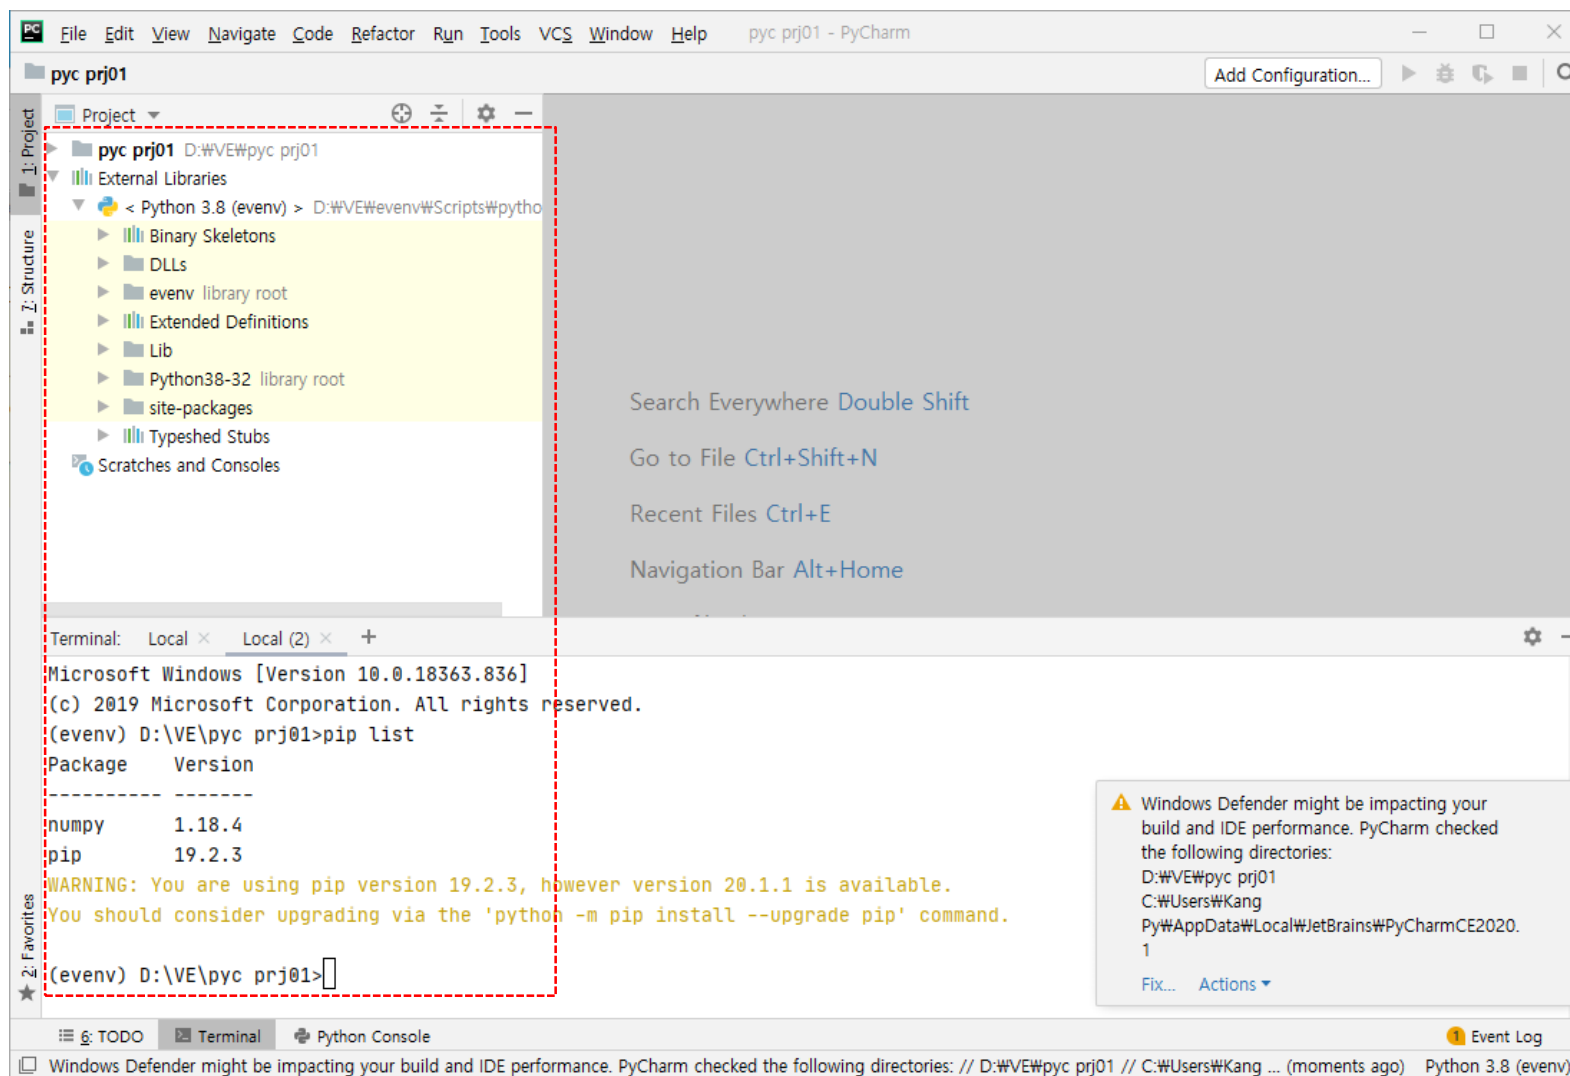 PC File Edit View Navigate Code Refactor Run Tools VCS Window Help pyc prj01 - PyCharm
pyc prj01 Add Configuration...
1: Project
Project
pyc prj01 D:₩VE₩pyc prj01
External Libraries
< Python 3.8 (evenv) > D:₩VE₩evenv₩Scripts₩pytho
Binary Skeletons
DLLs
evenv library root
Extended Definitions
Lib
Python38-32 library root
site-packages
Typeshed Stubs
Scratches and Consoles
7: Structure
Search Everywhere Double Shift
Go to File Ctrl+Shift+N
Recent Files Ctrl+E
Navigation Bar Alt+Home
Terminal: Local Local (2)
Microsoft Windows [Version 10.0.18363.836]
(c) 2019 Microsoft Corporation. All rights reserved.
(evenv) D:\VE\pyc prj01>pip list
Package Version
---------- -------
numpy 1.18.4
pip 19.2.3
WARNING: You are using pip version 19.2.3, however version 20.1.1 is available.
You should consider upgrading via the 'python -m pip install --upgrade pip' command.
(evenv) D:\VE\pyc prj01>
2: Favorites
Windows Defender might be impacting your
build and IDE performance. PyCharm checked
the following directories:
D:₩VE₩pyc prj01
C:₩Users₩Kang
Py₩AppData₩Local₩JetBrains₩PyCharmCE2020.
1
Fix... Actions
6: TODO Terminal Python Console 1 Event Log
Windows Defender might be impacting your build and IDE performance. PyCharm checked the following directories: // D:₩VE₩pyc prj01 // C:₩Users₩Kang ... (moments ago) Python 3.8 (evenv)